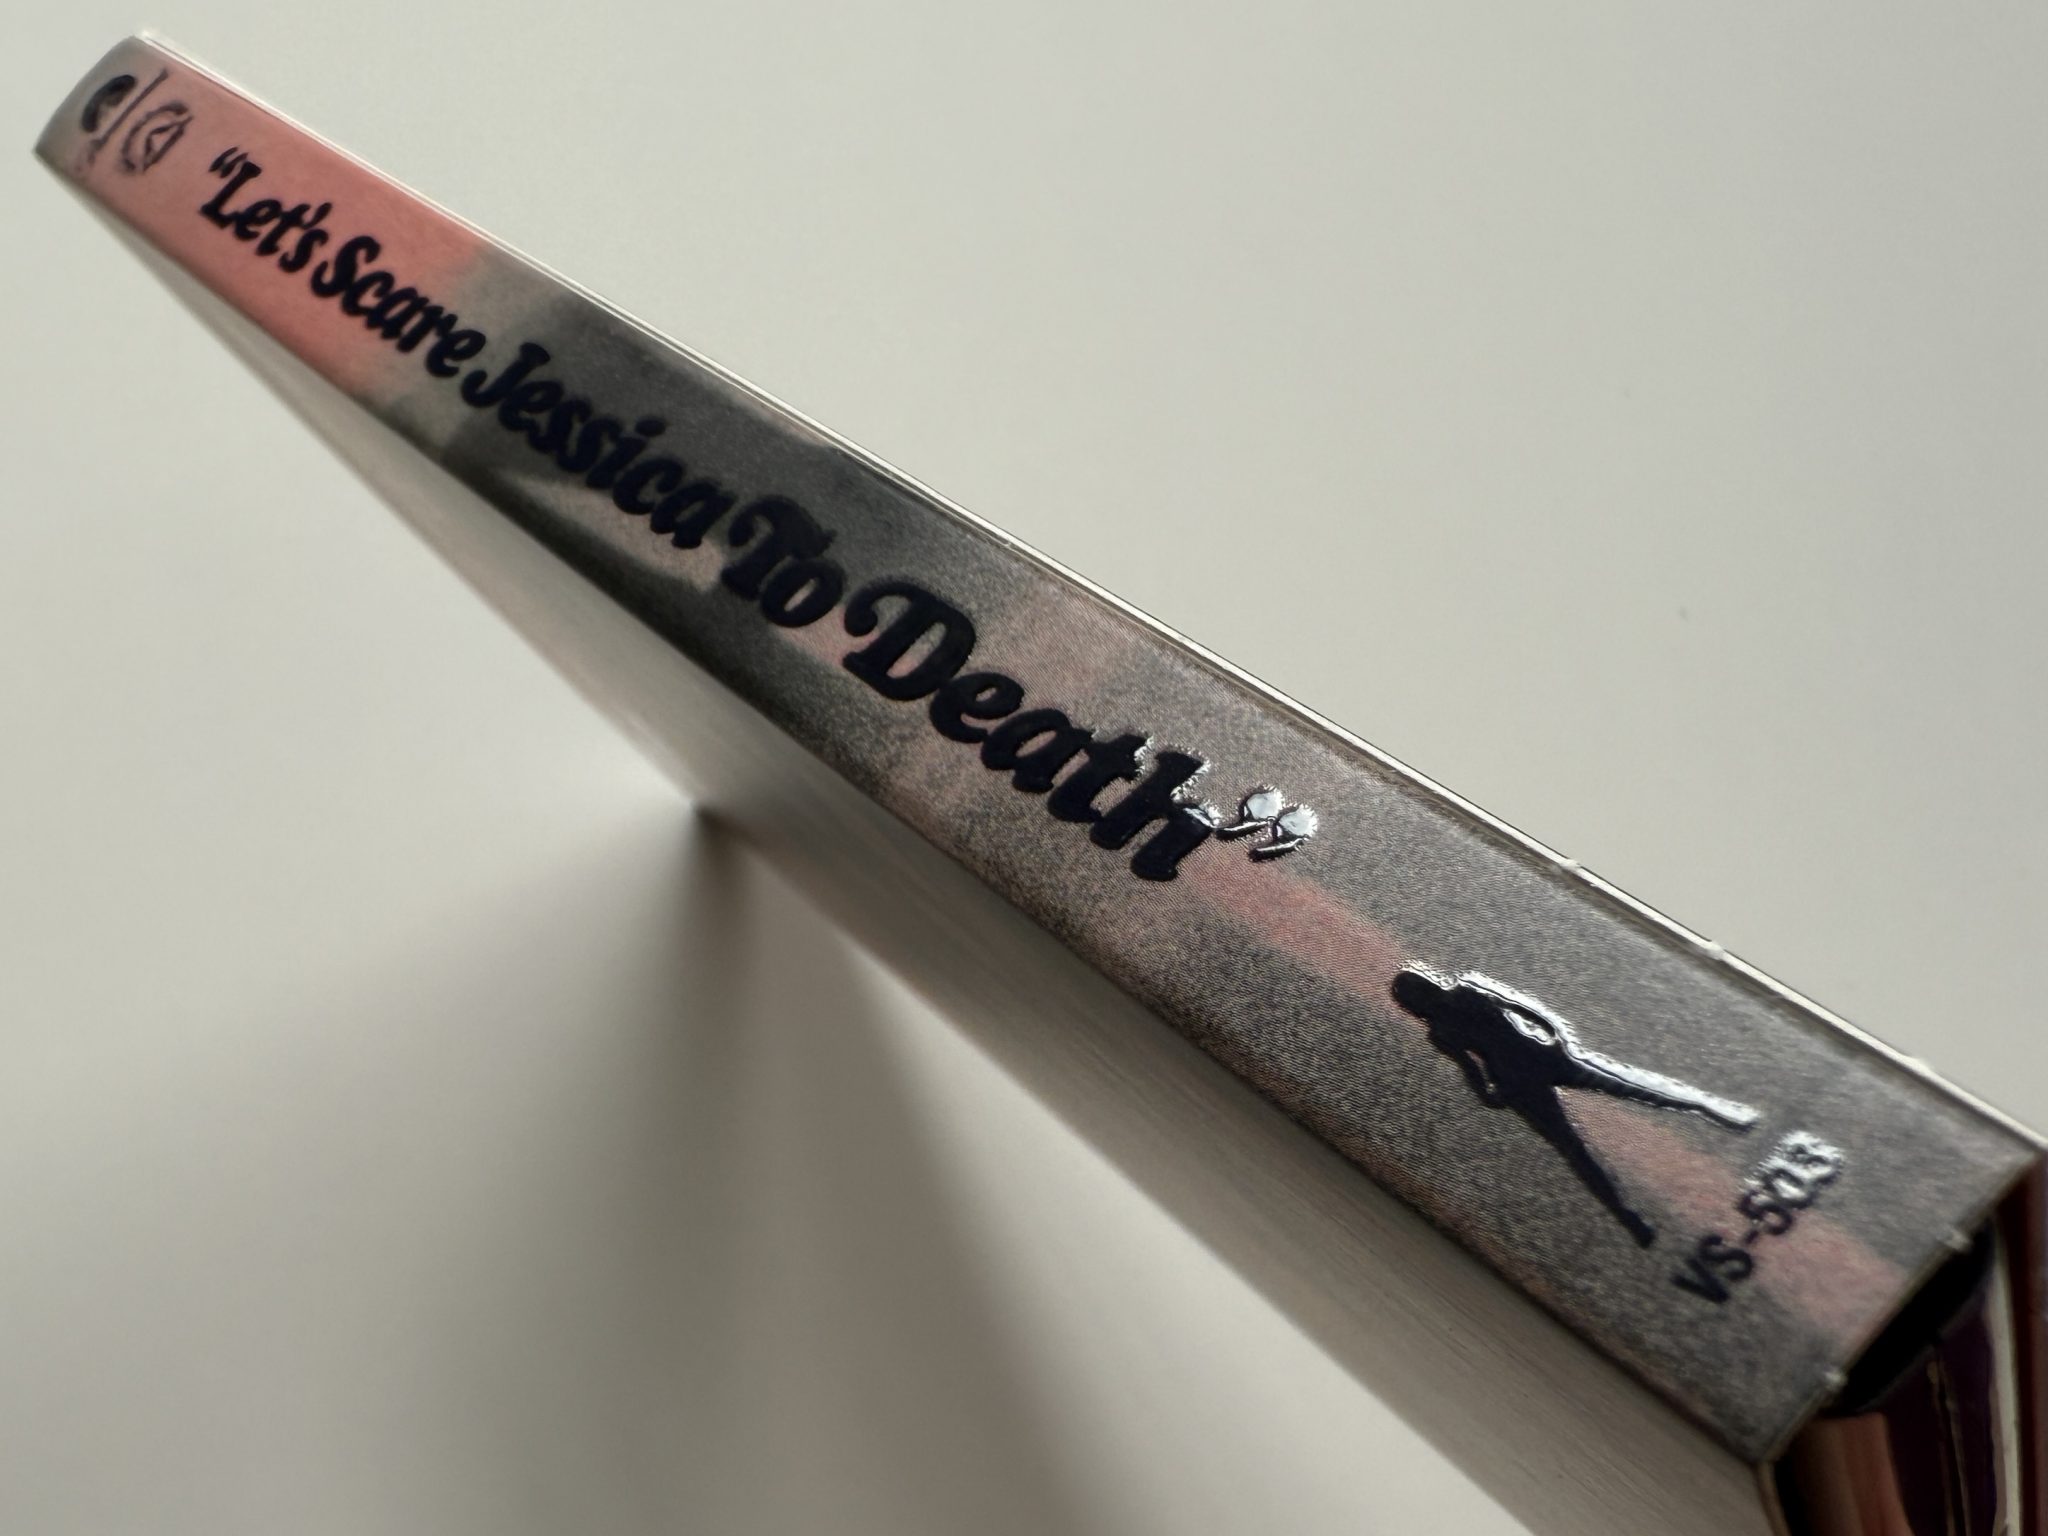 “Let's Scare Jessica To Death”
VS-503